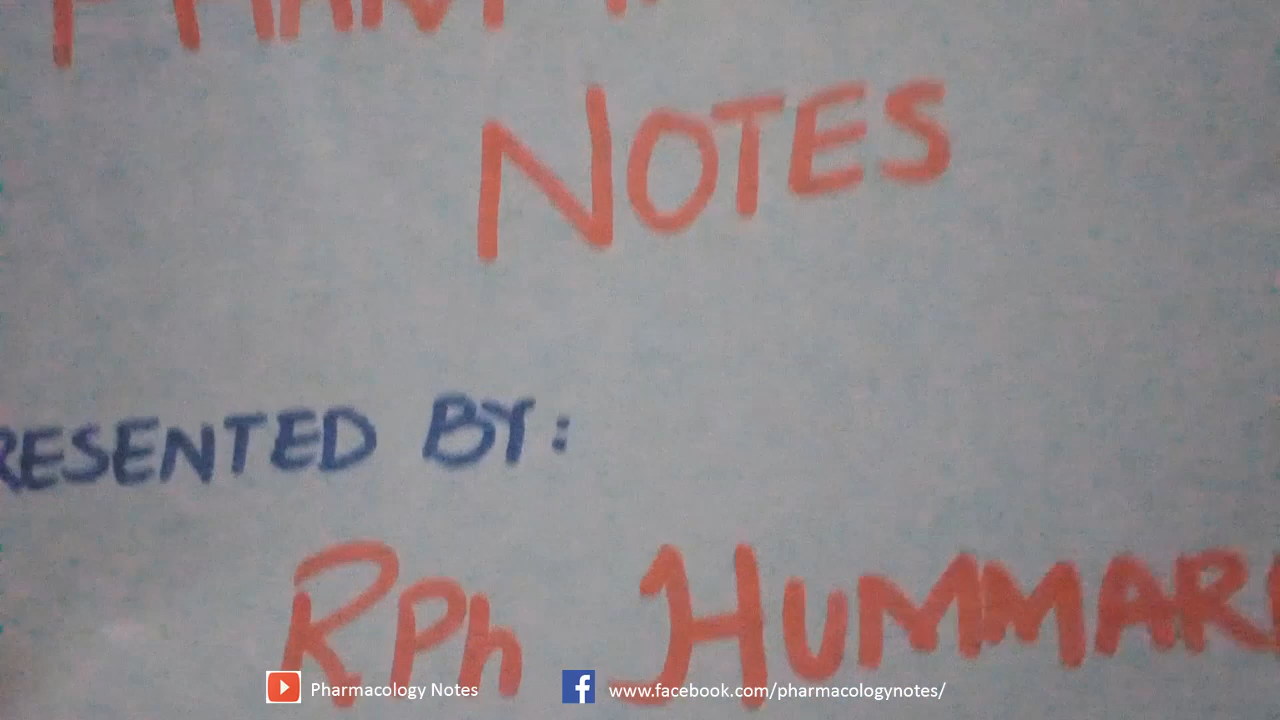 NOTES
RESENTED BY:
RPh HUMMAR
Pharmacology Notes
www.facebook.com/pharmacologynotes/